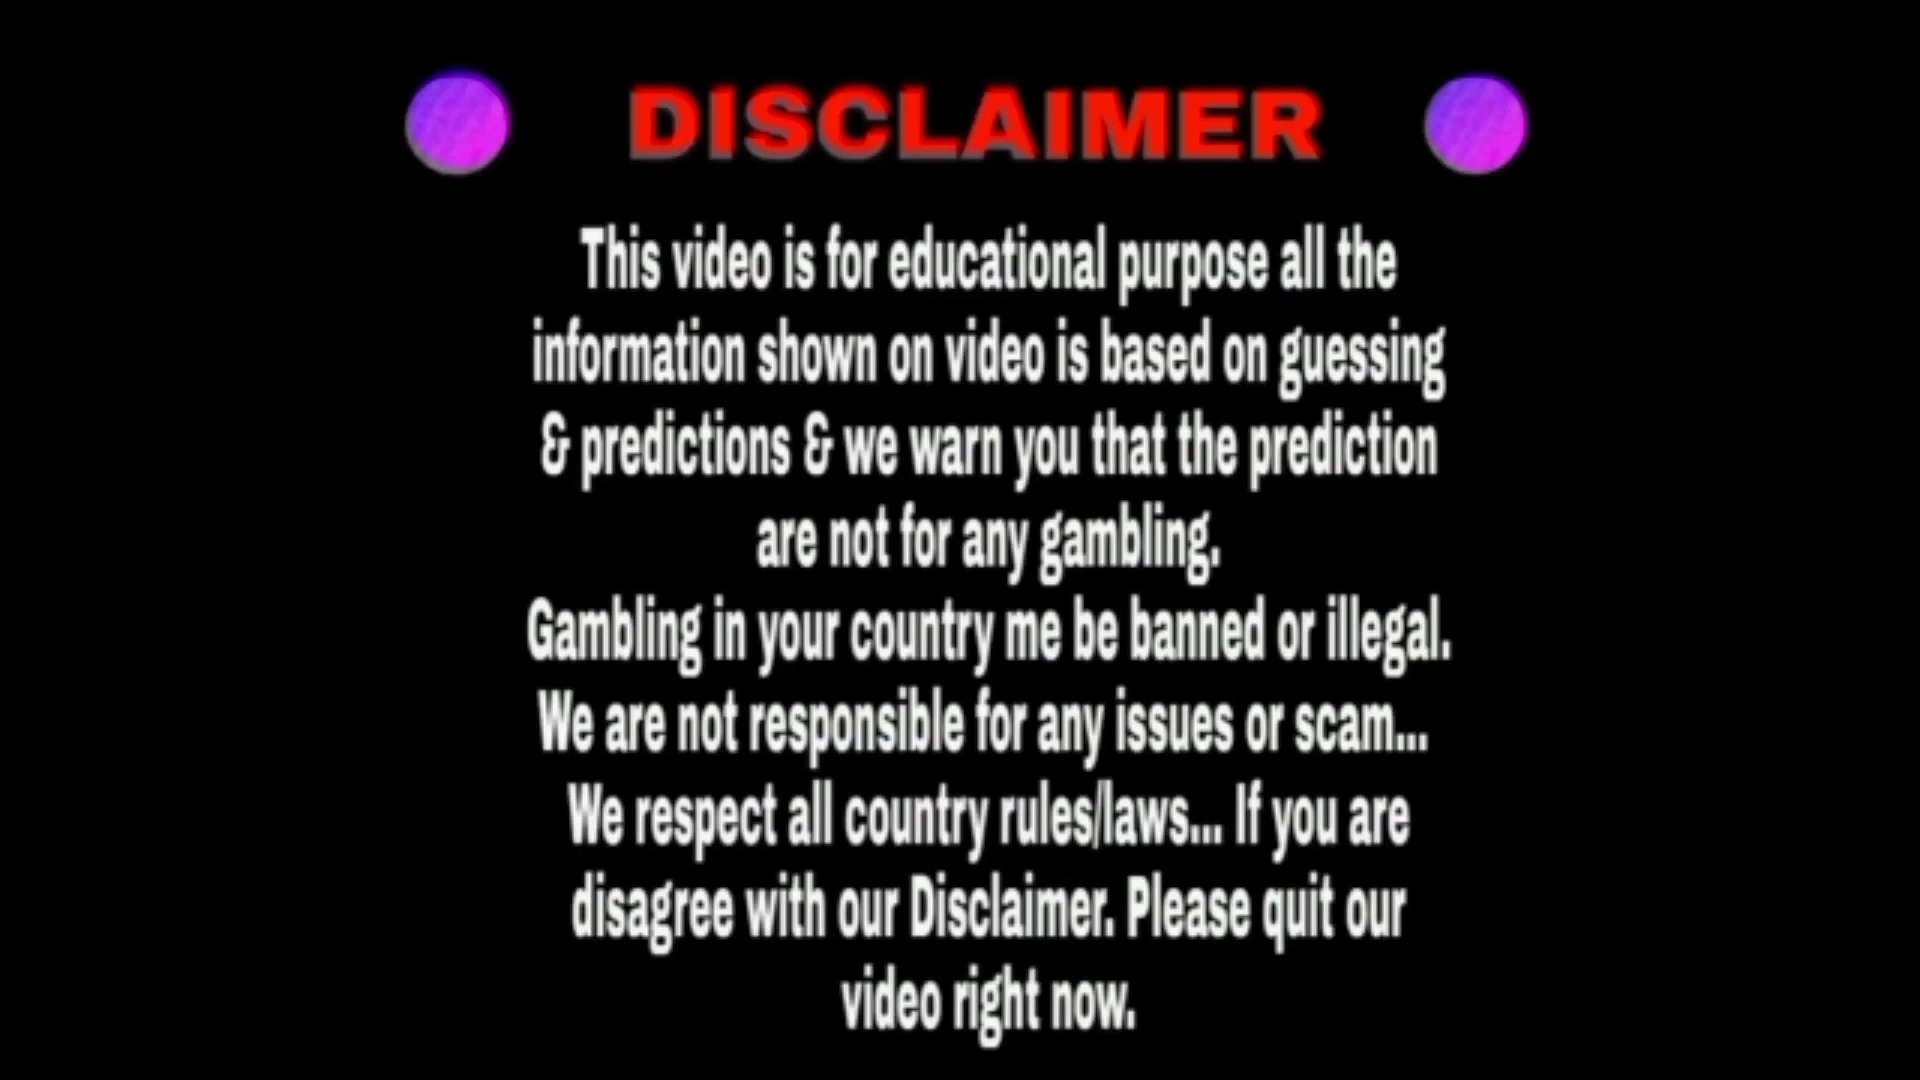 DISCLAIMER
This video is for educational purpose all the
information shown on video is based on guessing
& predictions & we warn you that the prediction
are not for any gambling.
Gambling in your country me be banned or illegal.
We are not responsible for any issues or scam...
We respect all country rules/laws... If you are
disagree with our Disclaimer. Please quit our
video right now.